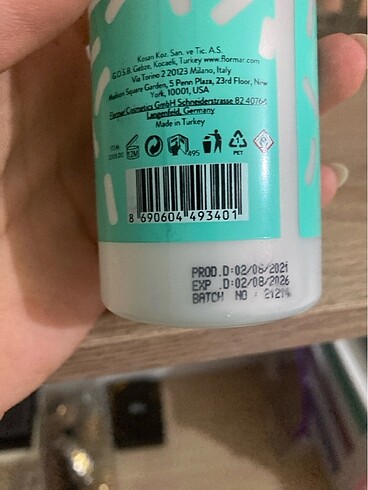 Kosan Koz. San. ve Tic. A.S.
G.O.S.B. Gebze, Kocaeli, Turkey www.flormar.com
Via Torino 2 20123 Milano, Italy
Madison Square Garden, 5 Penn Plaza, 23rd Floor, New
York, 10001, USA
Flormar Cosmetics GmbH Schneiderstrasse 82 40764
Langenfeld, Germany
Made in Turkey
12M
495
PET
8 690604 493401
PROD.D:02/08/2021
EXP .D:02/08/2026
BATCH NO :